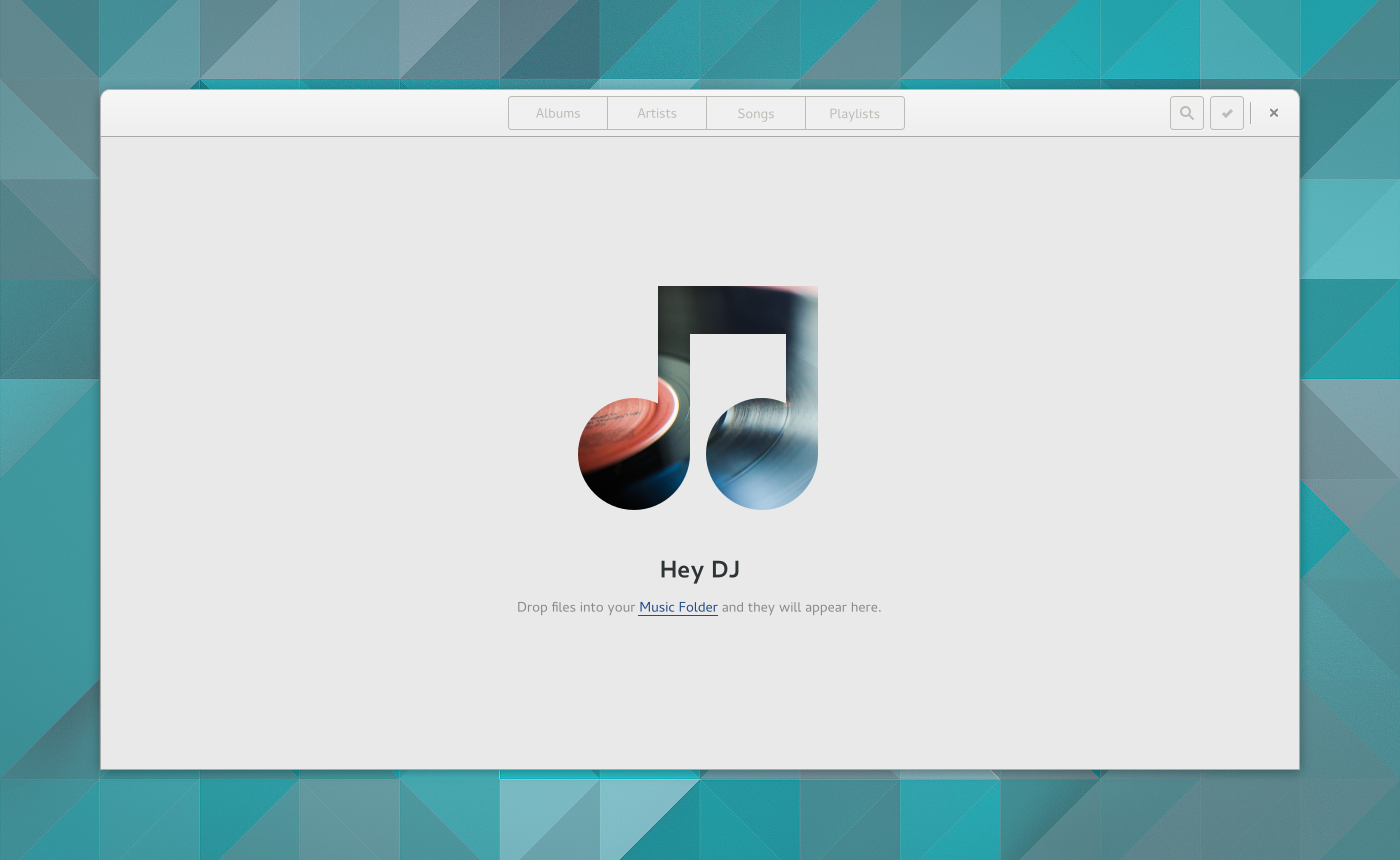 Albums Artists Songs Playlists
Hey DJ
Drop files into your Music Folder and they will appear here.